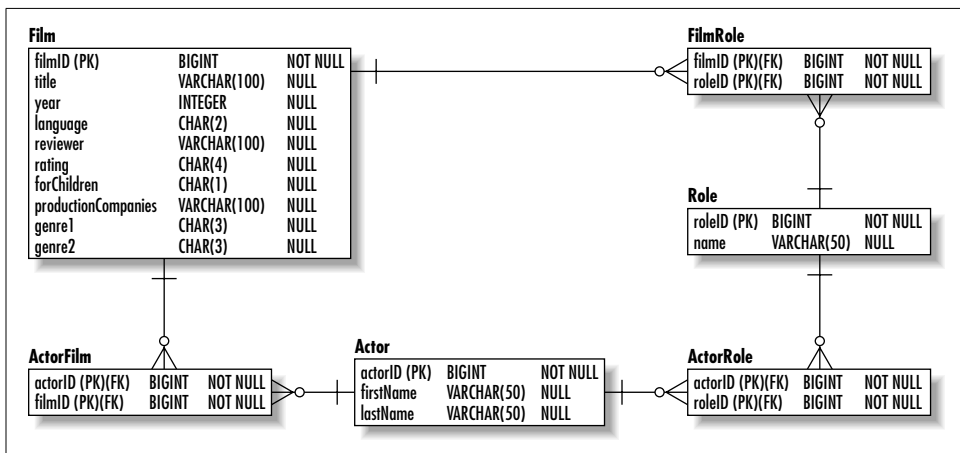 Film
filmID (PK) BIGINT NOT NULL
title VARCHAR(100) NULL
year INTEGER NULL
language CHAR(2) NULL
reviewer VARCHAR(100) NULL
rating CHAR(4) NULL
forChildren CHAR(1) NULL
productionCompanies VARCHAR(100) NULL
genre1 CHAR(3) NULL
genre2 CHAR(3) NULL
FilmRole
filmID (PK)(FK) BIGINT NOT NULL
roleID (PK)(FK) BIGINT NOT NULL
Role
roleID (PK) BIGINT NOT NULL
name VARCHAR(50) NULL
ActorFilm
actorID (PK)(FK) BIGINT NOT NULL
filmID (PK)(FK) BIGINT NOT NULL
Actor
actorID (PK) BIGINT NOT NULL
firstName VARCHAR(50) NULL
lastName VARCHAR(50) NULL
ActorRole
actorID (PK)(FK) BIGINT NOT NULL
roleID (PK)(FK) BIGINT NOT NULL